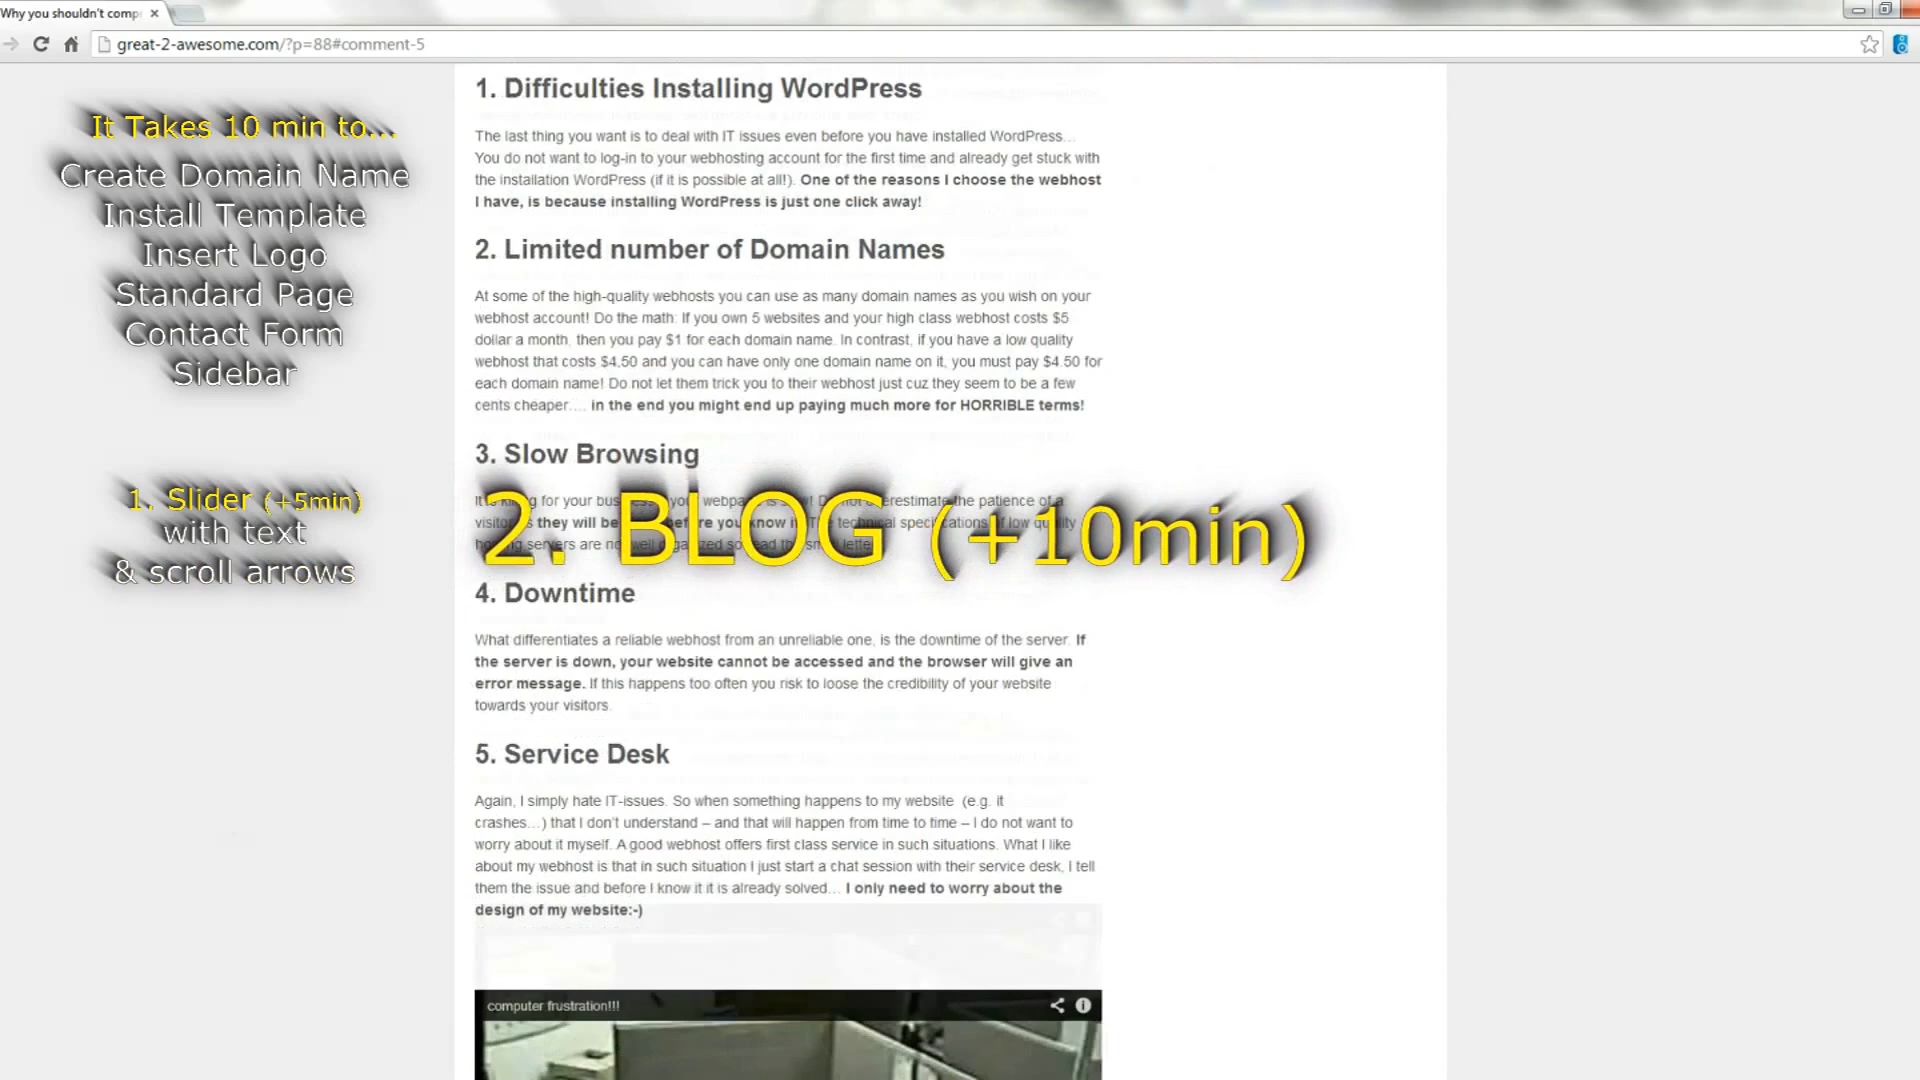 Why you shouldn't comp
great-2-awesome.com/?p=88#comment-5
It Takes 10 min to...
Create Domain Name
Install Template
Insert Logo
Standard Page
Contact Form
Sidebar
1. Slider (+5min)
with text
& scroll arrows
1. Difficulties Installing WordPress
The last thing you want is to deal with IT issues even before you have installed WordPress…
You do not want to log-in to your webhosting account for the first time and already get stuck with
the installation WordPress (if it is possible at all!). One of the reasons I choose the webhost
I have, is because installing WordPress is just one click away!
2. Limited number of Domain Names
At some of the high-quality webhosts you can use as many domain names as you wish on your
webhost account! Do the math: If you own 5 websites and your high class webhost costs $5
dollar a month, then you pay $1 for each domain name. In contrast, if you have a low quality
webhost that costs $4,50 and you can have only one domain name on it, you must pay $4.50 for
each domain name! Do not let them trick you to their webhost just cuz they seem to be a few
cents cheaper…. in the end you might end up paying much more for HORRIBLE terms!
3. Slow Browsing
for your webpa estimate the patience of a
visito they will be before you know i technical speci of low quality
servers are no well the sm lette
2. BLOG (+10min)
4. Downtime
What differentiates a reliable webhost from an unreliable one, is the downtime of the server. If
the server is down, your website cannot be accessed and the browser will give an
error message. If this happens too often you risk to loose the credibility of your website
towards your visitors.
5. Service Desk
Again, I simply hate IT-issues. So when something happens to my website (e.g. it
crashes…) that I don't understand – and that will happen from time to time – I do not want to
worry about it myself. A good webhost offers first class service in such situations. What I like
about my webhost is that in such situation I just start a chat session with their service desk, I tell
them the issue and before I know it it is already solved… I only need to worry about the
design of my website:-)
computer frustration!!!